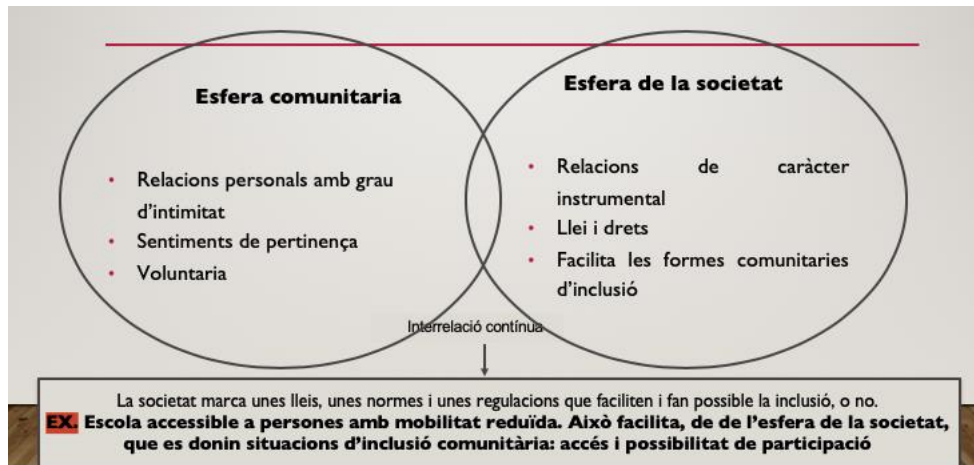 Esfera comunitaria
• Relacions personals amb grau
d'intimitat
• Sentiments de pertinença
• Voluntaria
Esfera de la societat
• Relacions de caràcter
instrumental
• Llei i drets
• Facilita les formes comunitaries
d'inclusió
Interrelació contínua
La societat marca unes lleis, unes normes i unes regulacions que faciliten i fan possible la inclusió, o no.
EX. Escola accessible a persones amb mobilitat reduïda. Això facilita, de de l'esfera de la societat,
que es donin situacions d'inclusió comunitària: accés i possibilitat de participació